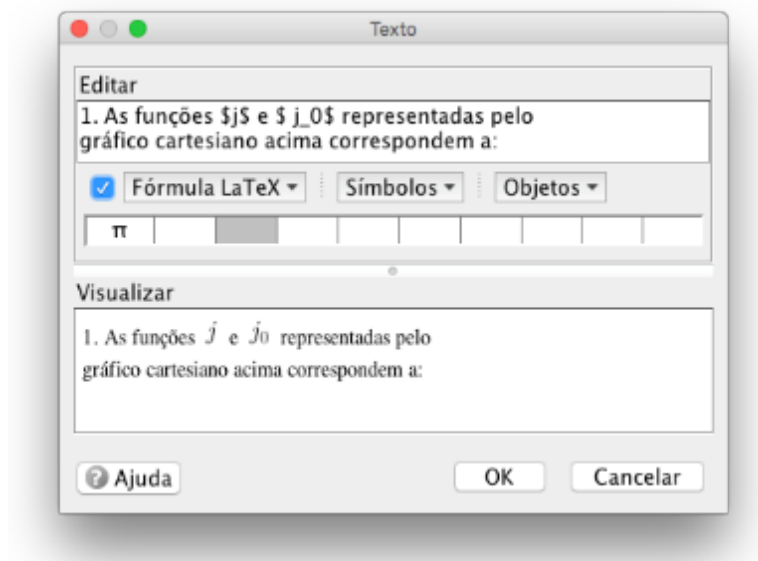 Texto
Editar
1. As funções $j$ e $ j_0$ representadas pelo
gráfico cartesiano acima correspondem a:
Fórmula LaTeX Símbolos Objetos
π
Visualizar
1. As funções j e j0 representadas pelo
gráfico cartesiano acima correspondem a:
? Ajuda OK Cancelar